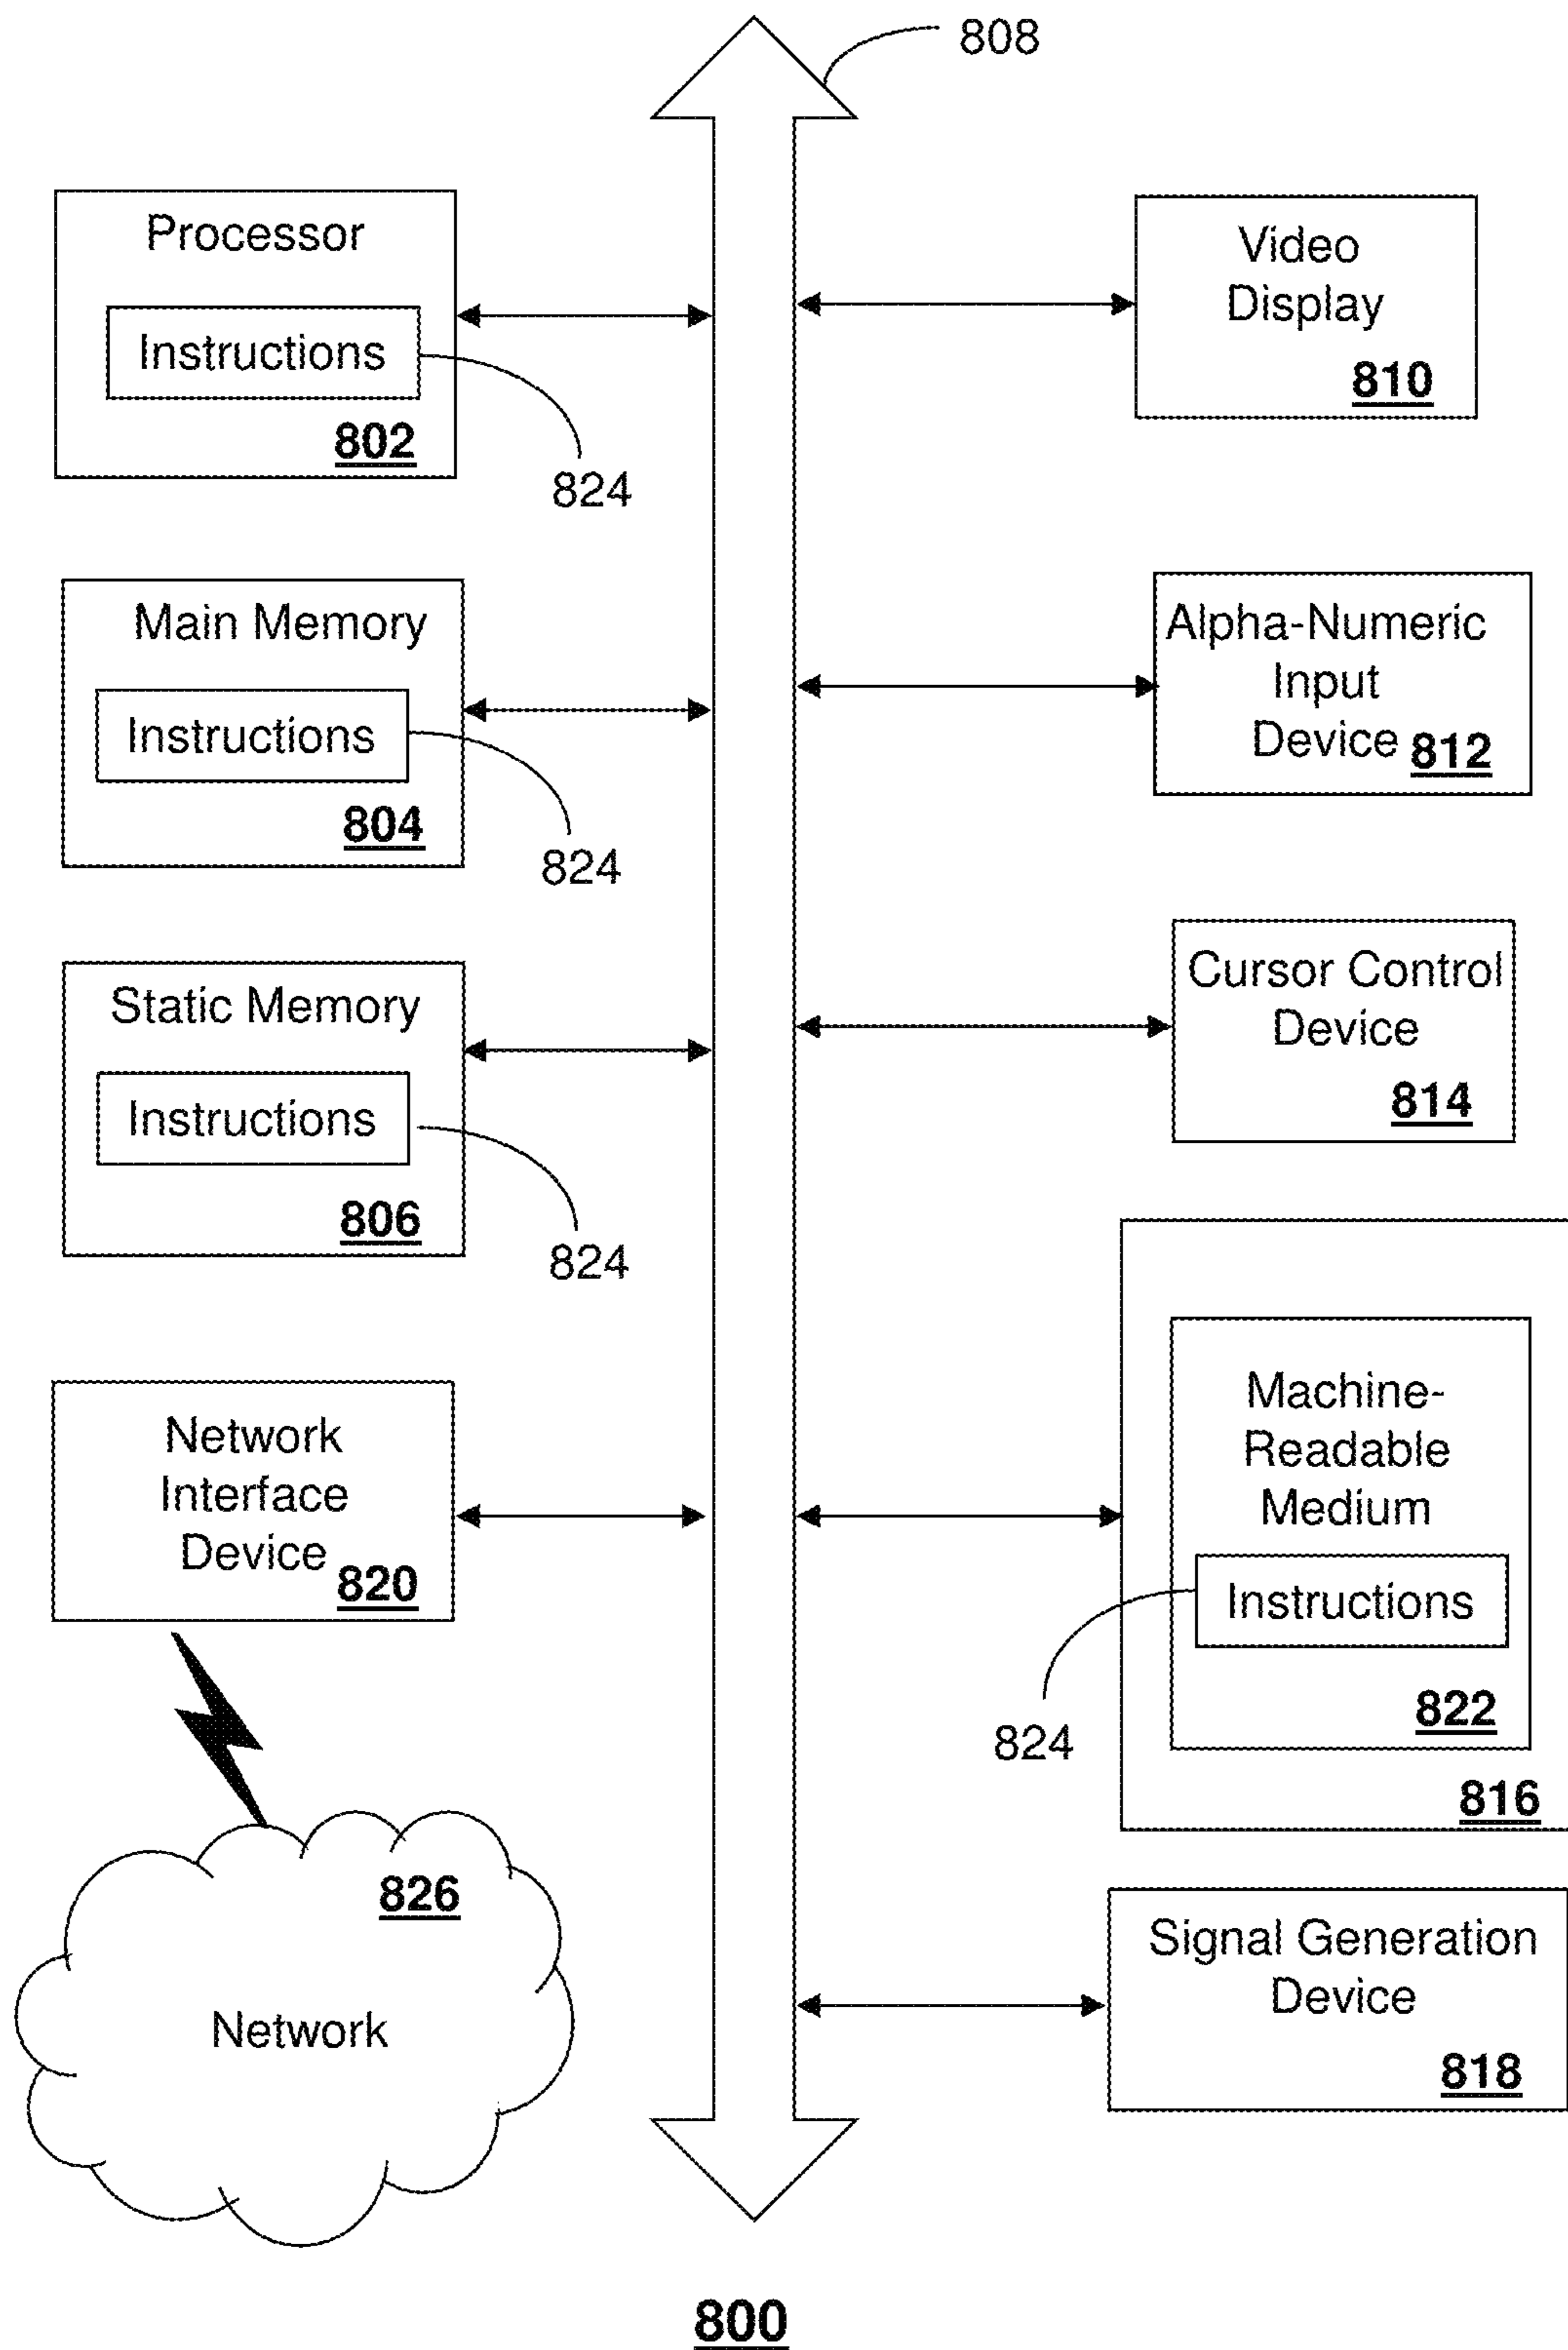 808
Processor
Instructions
802
824
Main Memory
Instructions
804
824
Static Memory
Instructions
806
824
Network
Interface
Device
820
826
Network
Video
Display
810
Alpha-Numeric
Input
Device
812
Cursor Control
Device
814
Machine-
Readable
Medium
Instructions
824
822
816
Signal Generation
Device
818
800